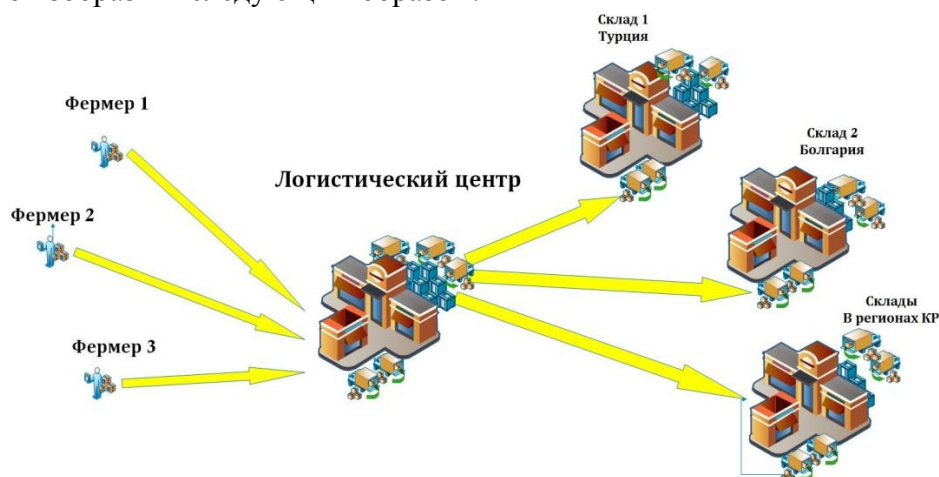 Склад 1
Турция
Фермер 1
Склад 2
Болгария
Логистический центр
Фермер 2
Склады
В регионах КР
Фермер 3